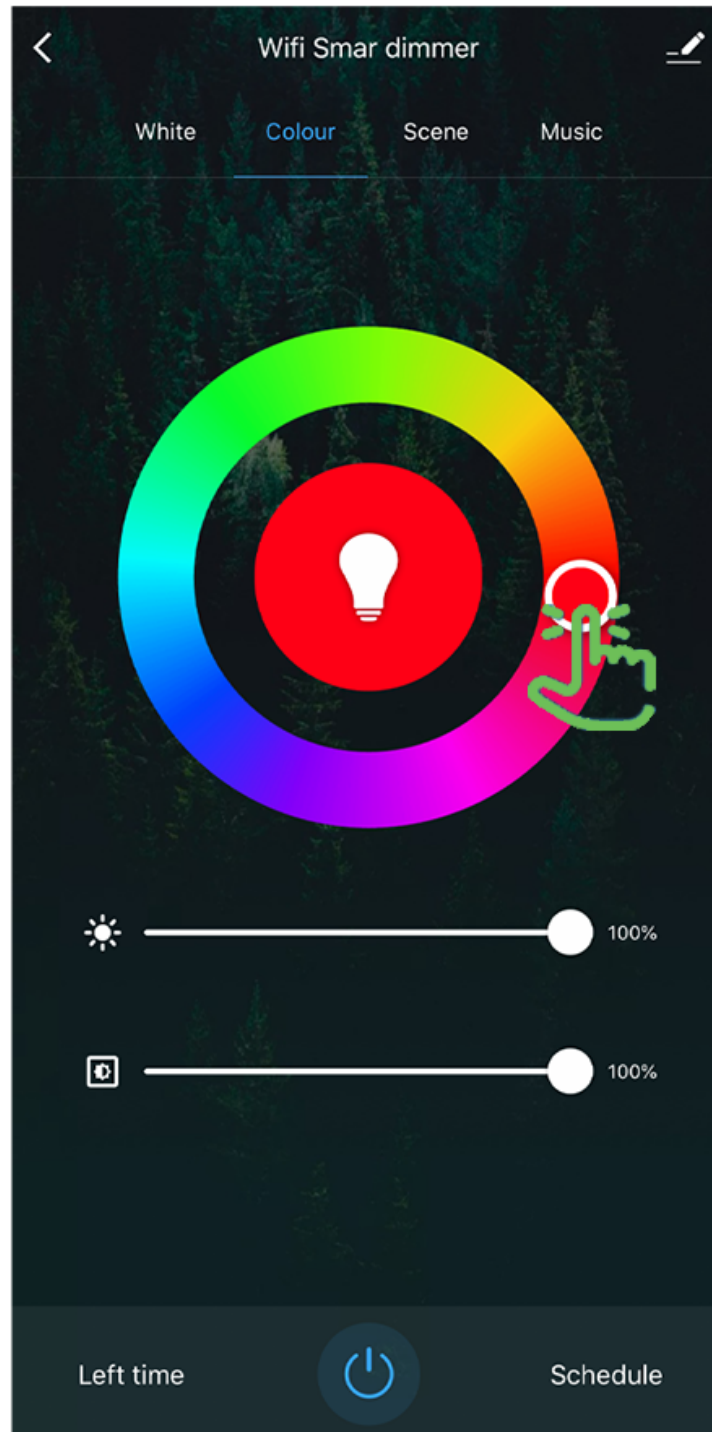 Wifi Smar dimmer
White Colour Scene Music
100%
100%
Left time Schedule